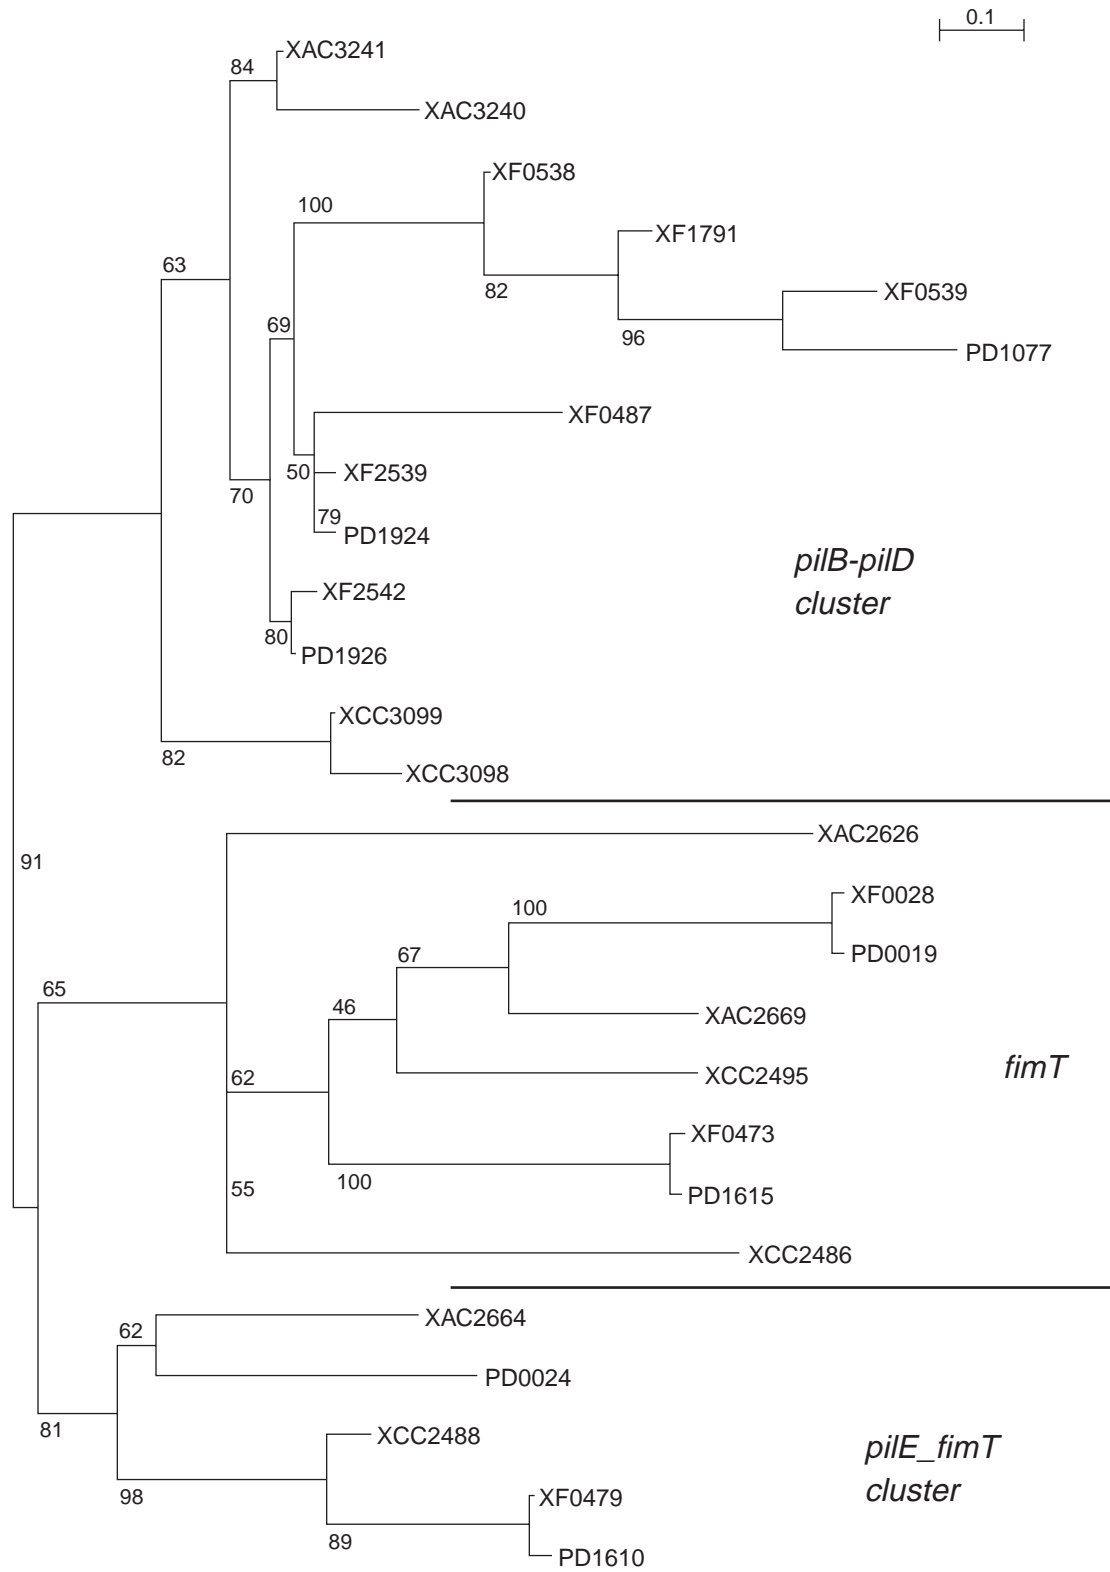 0.1
XAC3241
84
XAC3240
XF0538
100
XF1791
63
82
XF0539
69
96
PD1077
XF0487
50
XF2539
70
79
PD1924
pilB-pilD
cluster
XF2542
80
PD1926
XCC3099
82
XCC3098
XAC2626
91
XF0028
100
PD0019
67
65
46
XAC2669
XCC2495
fimT
62
XF0473
100
55
PD1615
XCC2486
XAC2664
62
PD0024
81
XCC2488
pilE_fimT
cluster
98
XF0479
89
PD1610